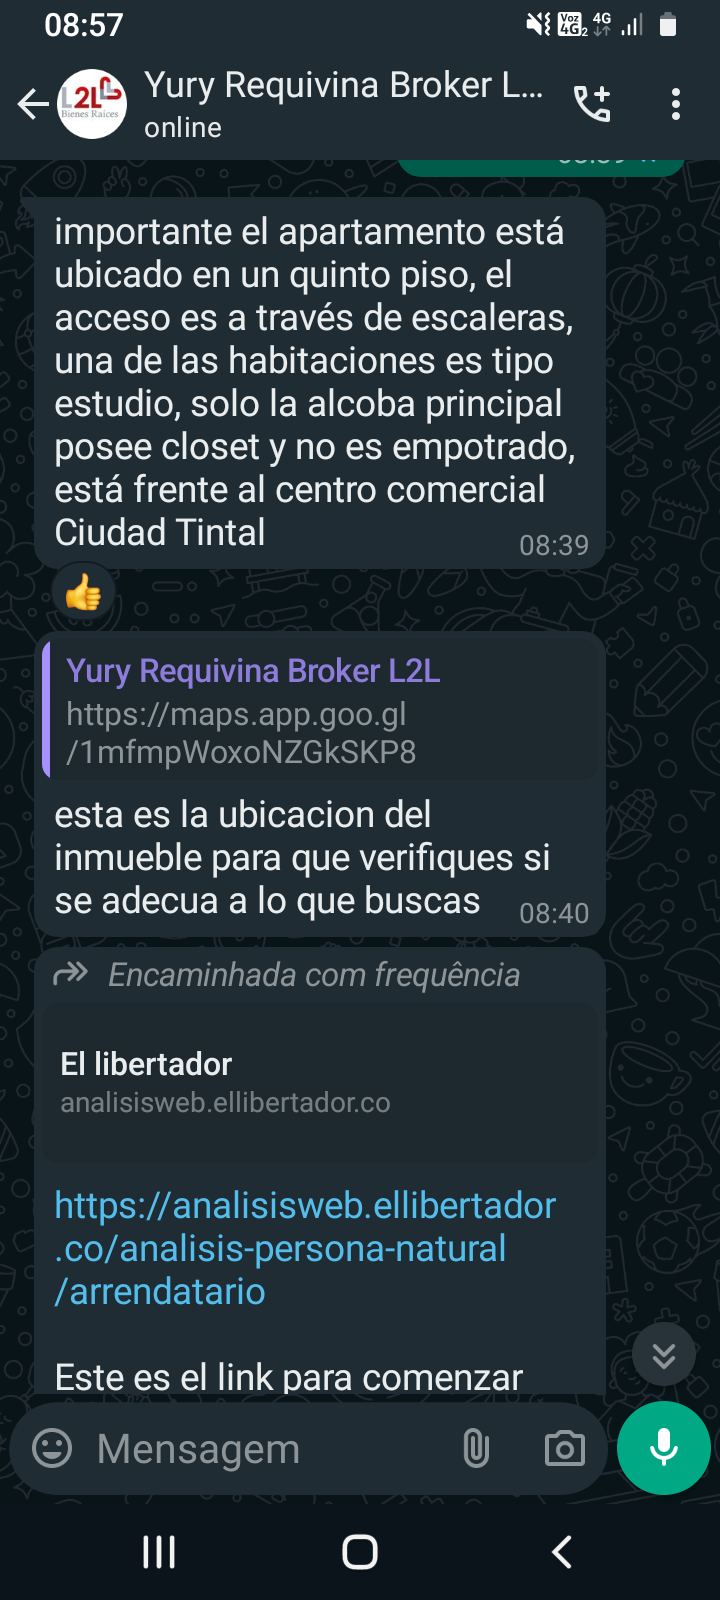 08:57
Voz
4G2
4G
L2L
Bienes Raíces
Yury Requivina Broker L...
online
importante el apartamento está
ubicado en un quinto piso, el
acceso es a través de escaleras,
una de las habitaciones es tipo
estudio, solo la alcoba principal
posee closet y no es empotrado,
está frente al centro comercial
Ciudad Tintal
08:39
Yury Requivina Broker L2L
https://maps.app.goo.gl
/1mfmpWoxoNZGkSKP8
esta es la ubicacion del
inmueble para que verifiques si
se adecua a lo que buscas
08:40
Encaminhada com frequência
El libertador
analisisweb.ellibertador.co
https://analisisweb.ellibertador
.co/analisis-persona-natural
/arrendatario
Este es el link para comenzar
Mensagem